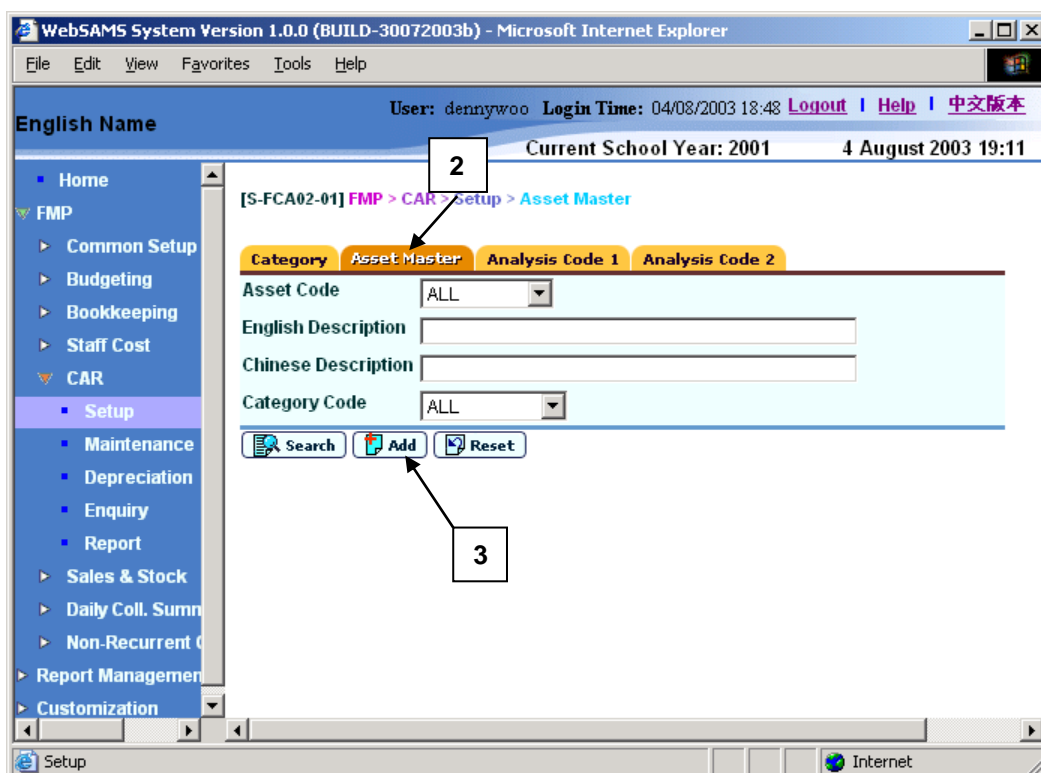 WebSAMS System Version 1.0.0 (BUILD-30072003b) - Microsoft Internet Explorer
File Edit View Favorites Tools Help
User: dennywoo Login Time: 04/08/2003 18:48 Logout | Help | 中文版本
English Name
Current School Year: 2001 4 August 2003 19:11
2
Home
FMP
Common Setup
Budgeting
Bookkeeping
Staff Cost
CAR
Setup
Maintenance
Depreciation
Enquiry
Report
Sales & Stock
Daily Coll. Summ
Non-Recurrent
Report Managemen
Customization
[S-FCA02-01] FMP > CAR > Setup > Asset Master
Category Asset Master Analysis Code 1 Analysis Code 2
Asset Code ALL
English Description
Chinese Description
Category Code ALL
Search Add Reset
3
Setup Internet